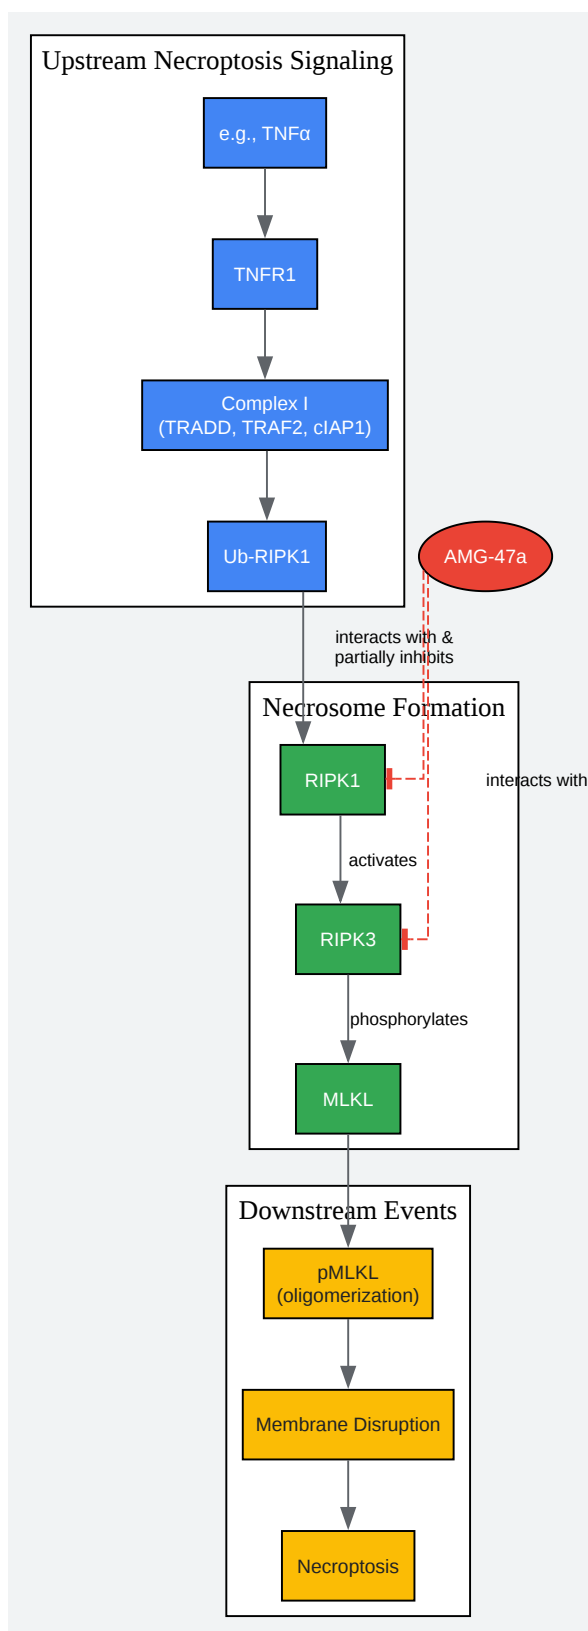 Upstream Necroptosis Signaling
e.g., TNFα
TNFR1
Complex I
(TRADD, TRAF2, cIAP1)
Ub-RIPK1
AMG-47a
interacts with &
partially inhibits
Necrosome Formation
RIPK1
interacts with
activates
RIPK3
phosphorylates
MLKL
Downstream Events
pMLKL
(oligomerization)
Membrane Disruption
Necroptosis